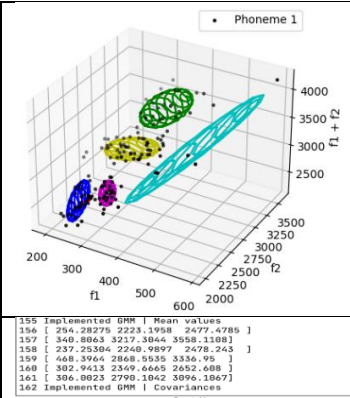 Phoneme 1
4000
3500
3000
2500
f1 + f2
200
300
400
500
600
f1
2000
2250
2500
2750
3000
3250
3500
f2
155 Implemented GMM | Mean values
156 [ 254.28275 2223.1958 2477.4785 ]
157 [ 340.8063 3217.3044 3558.1108]
158 [ 237.25304 2240.9897 2478.243 ]
159 [ 468.3964 2868.5535 3336.95 ]
160 [ 302.9413 2349.6665 2652.608 ]
161 [ 306.0023 2790.1042 3096.1067]
162 Implemented GMM | Covariances